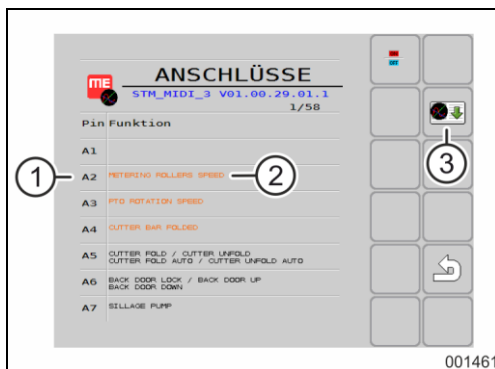 ME
ANSCHLÜSSE
STM_MIDI_3 V01.00.29.01.1
1/58
Pin Funktion
A1
1 A2 METERING ROLLERS SPEED 2
3
A3 PTO ROTATION SPEED
A4 CUTTER BAR FOLDED
A5 CUTTER FOLD / CUTTER UNFOLD
CUTTER FOLD AUTO / CUTTER UNFOLD AUTO
A6 BACK DOOR LOCK / BACK DOOR UP
BACK DOOR DOWN
A7 SILLAGE PUMP
ON
OFF
001461